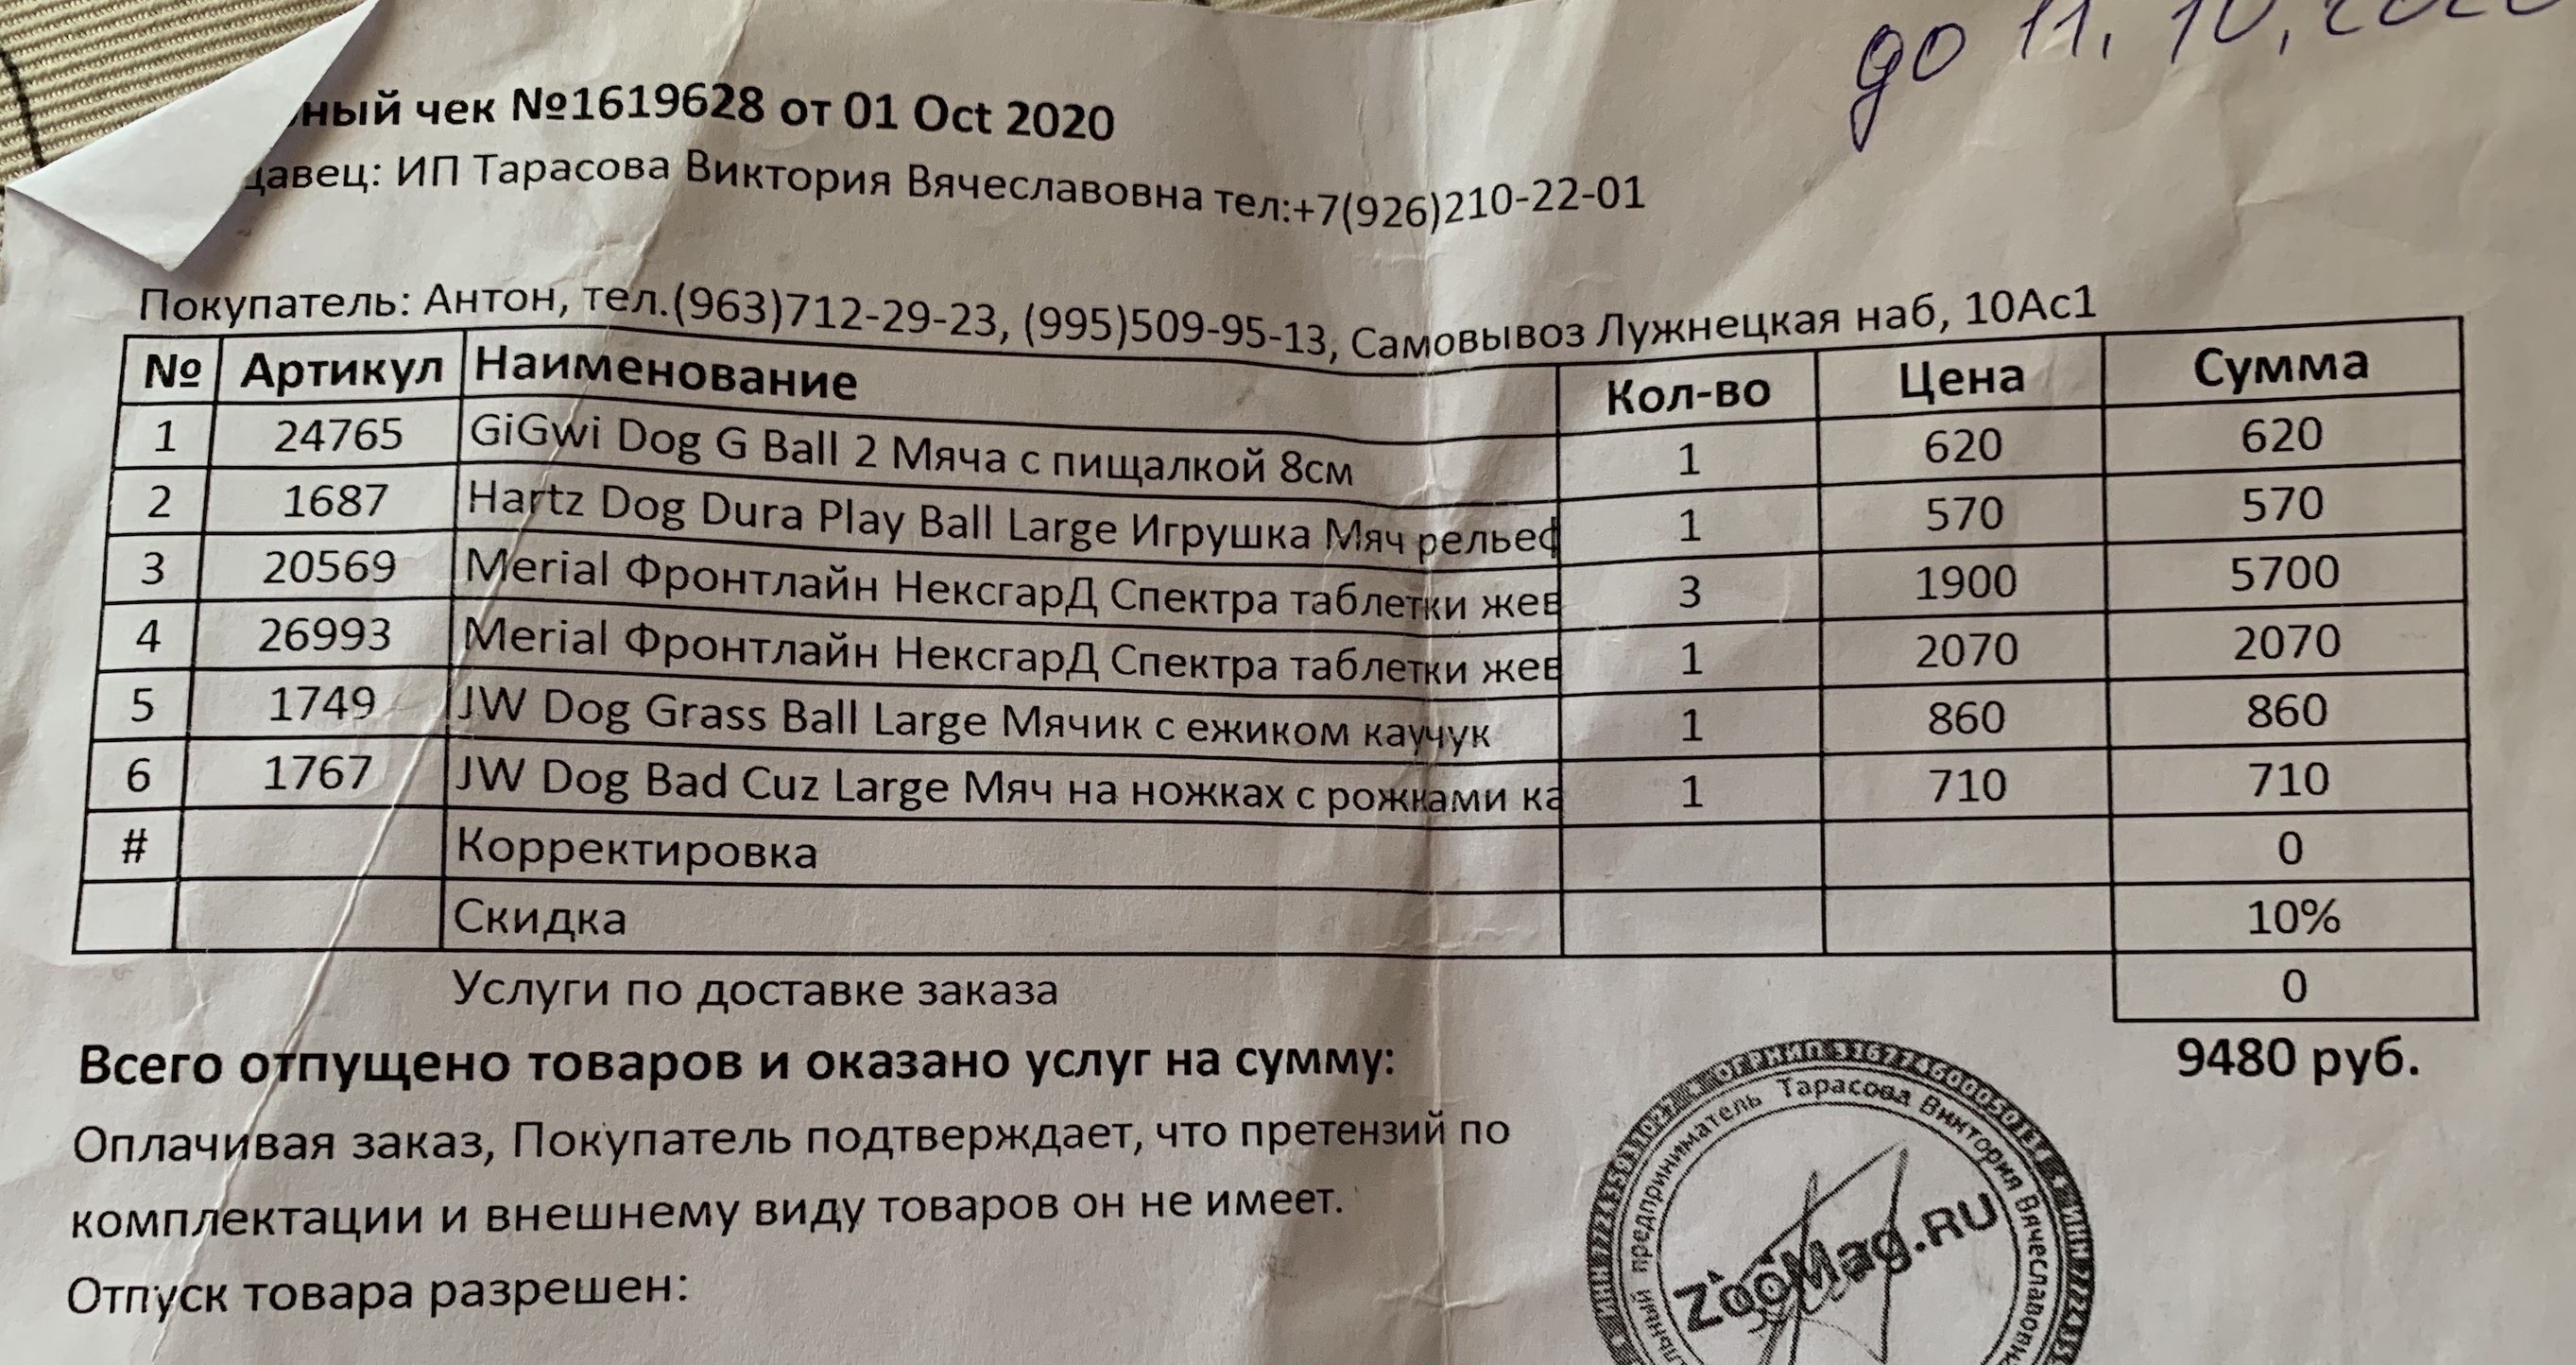 до 11. 10,
чек №1619628 от 01 Oct 2020
ИП Тарасова Виктория Вячеславовна тел:+7(926)210-22-01
Покупатель: Антон, тел.(963)712-29-23, (995)509-95-13, Самовывоз Лужнецкая наб, 10Ас1
№ Артикул Наименование Кол-во Цена Сумма
1 24765 GiGwi Dog G Ball 2 Мяча с пищалкой 8см 1 620 620
2 1687 Hartz Dog Dura Play Ball Large Игрушка Мяч рельеф 1 570 570
3 20569 Merial Фронтлайн НексгарД Спектра таблетки жев 3 1900 5700
4 26993 Merial Фронтлайн НексгарД Спектра таблетки жев 1 2070 2070
5 1749 JW Dog Grass Ball Large Мячик с ежиком каучук 1 860 860
6 1767 JW Dog Bad Cuz Large Мяч на ножках с рожками ка 1 710 710
# Корректировка 0
Скидка 10%
Услуги по доставке заказа 0
Всего отпущено товаров и оказано услуг на сумму: 9480 руб.
Оплачивая заказ, Покупатель подтверждает, что претензий по
комплектации и внешнему виду товаров он не имеет.
Отпуск товара разрешен:
предприниматель Тарасова Виктория Вячеславовна
ZooMag.RU